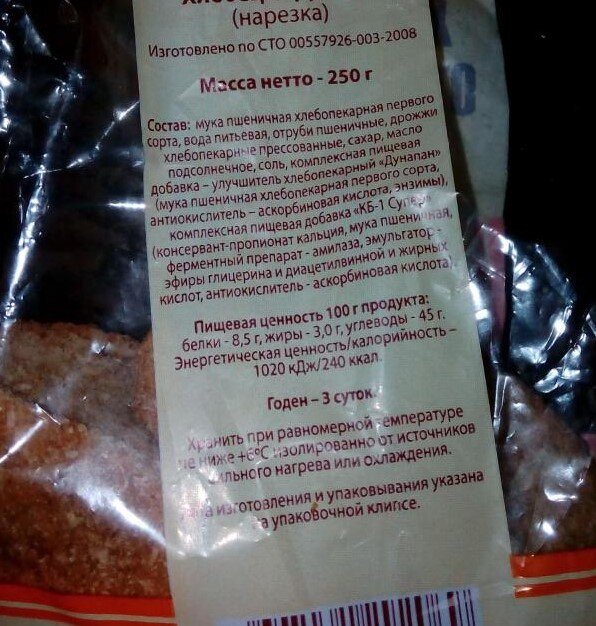 (нарезка)
Изготовлено по СТО 00557926-003-2008
Масса нетто - 250 г
Состав: мука пшеничная хлебопекарная первого
сорта, вода питьевая, отруби пшеничные, дрожжи
хлебопекарные прессованные, сахар, масло
подсолнечное, соль, комплексная пищевая
добавка – улучшитель хлебопекарный «Дунапан»
(мука пшеничная хлебопекарная первого сорта,
антиокислитель – аскорбиновая кислота, энзимы),
комплексная пищевая добавка «КБ-1 Супер»
(консервант-пропионат кальция, мука пшеничная,
ферментный препарат - амилаза, эмульгатор -
эфиры глицерина и диацетилвинной и жирных
кислот, антиокислитель - аскорбиновая кислота).
Пищевая ценность 100 г продукта:
белки - 8,5 г, жиры - 3,0 г, углеводы - 45 г.
Энергетическая ценность/калорийность –
1020 кДж/240 ккал.
Годен – 3 суток.
Хранить при равномерной температуре
не ниже +6°С изолированно от источников
сильного нагрева или охлаждения.
изготовления и упаковывания указана
на упаковочной клипсе.